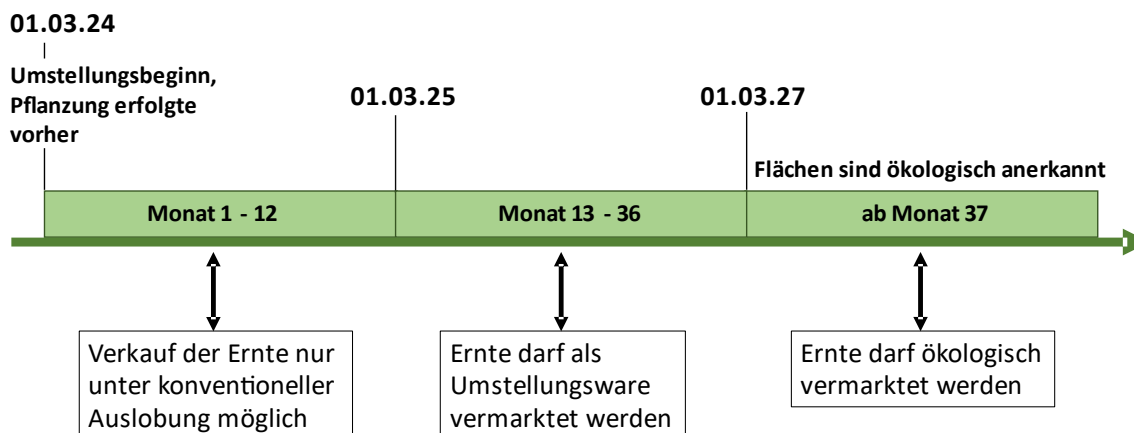 01.03.24
Umstellungsbeginn,
Pflanzung erfolgte
vorher
01.03.25
01.03.27
Flächen sind ökologisch anerkannt
Monat 1 - 12
Monat 13 - 36
ab Monat 37
Verkauf der Ernte nur
unter konventioneller
Auslobung möglich
Ernte darf als
Umstellungsware
vermarktet werden
Ernte darf ökologisch
vermarktet werden